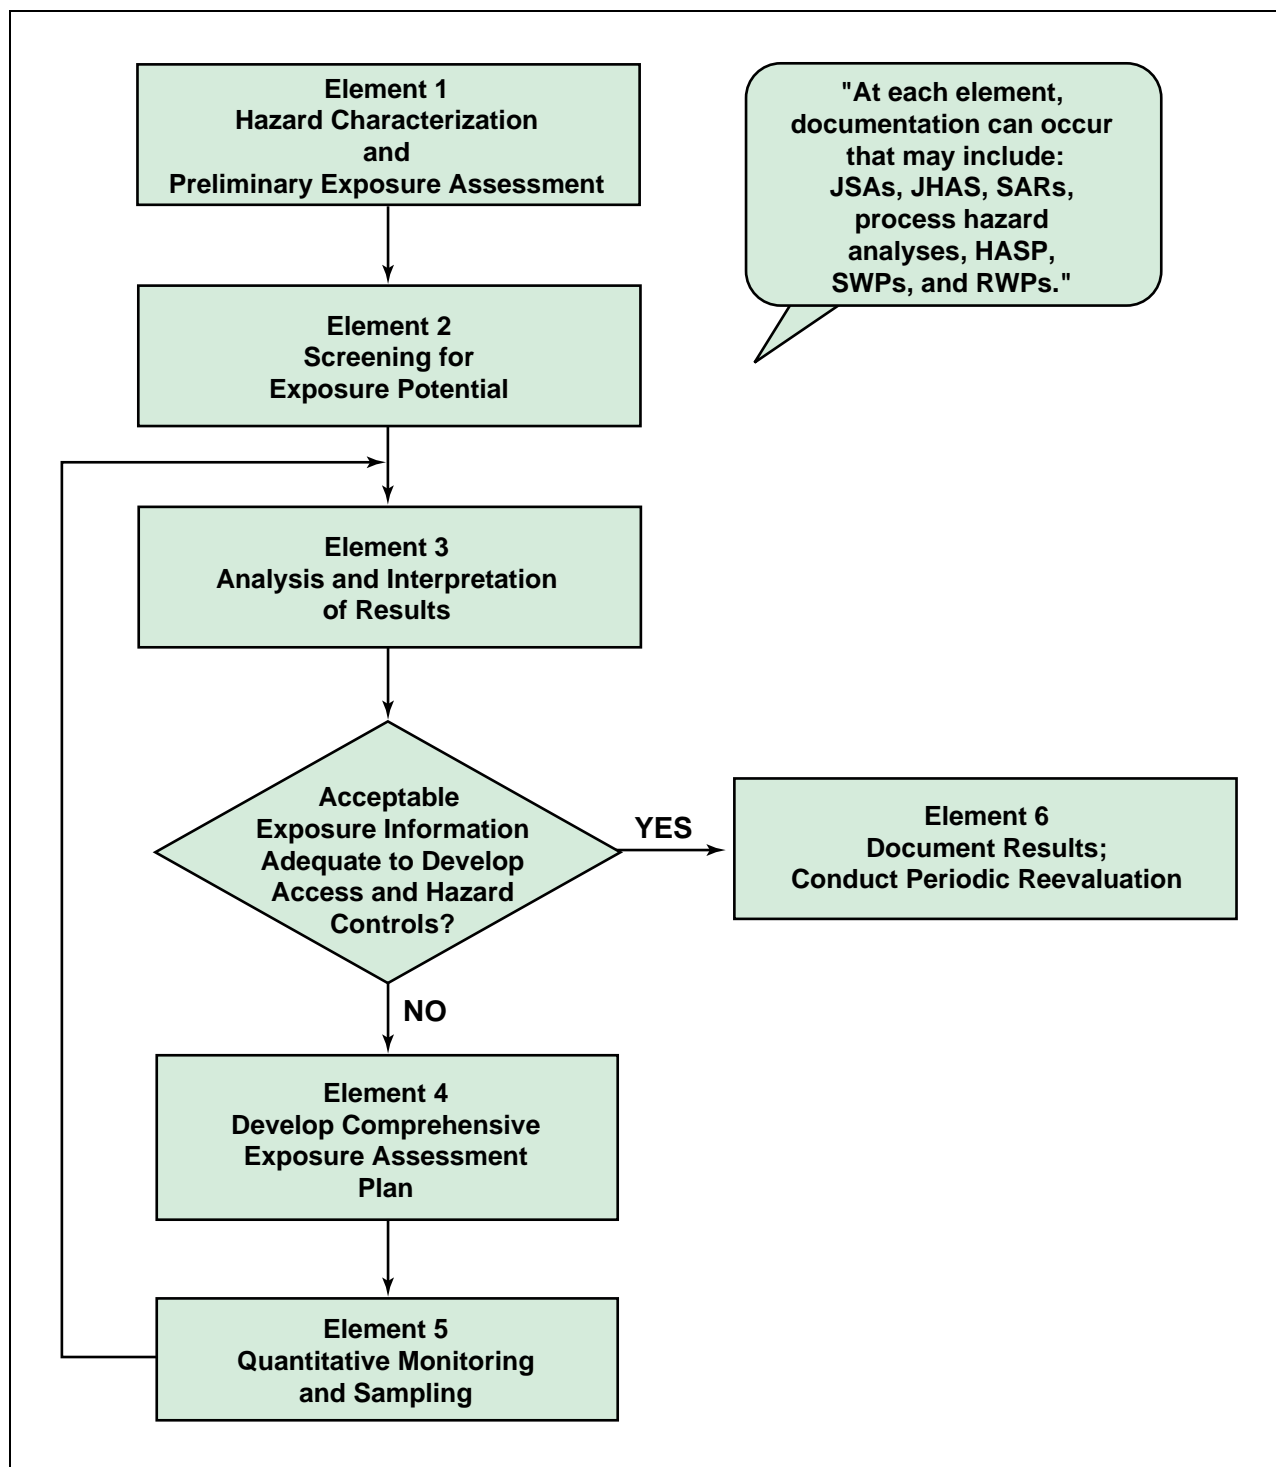 Element 1
Hazard Characterization
and
Preliminary Exposure Assessment
"At each element,
documentation can occur
that may include:
JSAs, JHAS, SARs,
process hazard
analyses, HASP,
SWPs, and RWPs."
Element 2
Screening for
Exposure Potential
Element 3
Analysis and Interpretation
of Results
Acceptable
Exposure Information
Adequate to Develop
Access and Hazard
Controls?
YES
Element 6
Document Results;
Conduct Periodic Reevaluation
NO
Element 4
Develop Comprehensive
Exposure Assessment
Plan
Element 5
Quantitative Monitoring
and Sampling